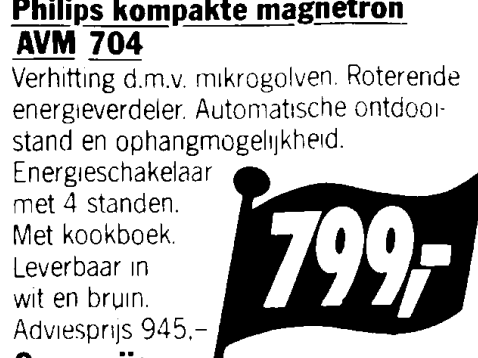 Philips kompakte magnetron
AVM 704
Verhitting d.m.v. mikrogolven. Roterende
energieverdeler. Automatische ontdooi-
stand en ophangmogelijkheid.
Energieschakelaar
met 4 standen.
Met kookboek.
Leverbaar in
wit en bruin.
Adviesprijs 945,-
799,-